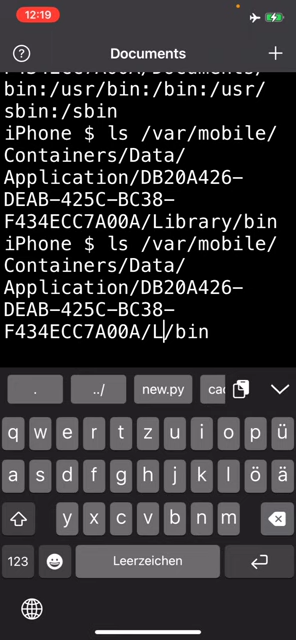 12:19
Documents
bin:/usr/bin:/bin:/usr/
sbin:/sbin
iPhone $ ls /var/mobile/
Containers/Data/
Application/DB20A426-
DEAB-425C-BC38-
F434ECC7A00A/Library/bin
iPhone $ ls /var/mobile/
Containers/Data/
Application/DB20A426-
DEAB-425C-BC38-
F434ECC7A00A/L/bin
. ../ new.py
q w e r t z u i o p ü
a s d f g h j k l ö ä
y x c v b n m
123 Leerzeichen